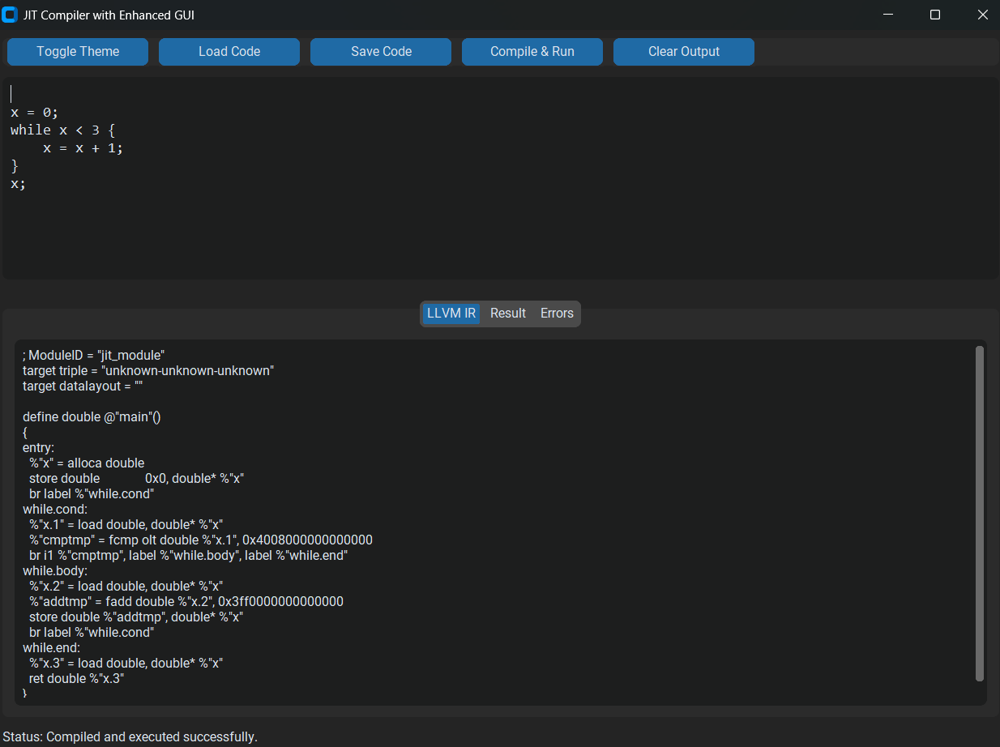 JIT Compiler with Enhanced GUI
Toggle Theme Load Code Save Code Compile & Run Clear Output
x = 0;
while x < 3 {
    x = x + 1;
}
x;
LLVM IR Result Errors
; ModuleID = "jit_module"
target triple = "unknown-unknown-unknown"
target datalayout = ""

define double @"main"()
{
entry:
  %"x" = alloca double
  store double              0x0, double* %"x"
  br label %"while.cond"
while.cond:
  %"x.1" = load double, double* %"x"
  %"cmptmp" = fcmp olt double %"x.1", 0x4008000000000000
  br i1 %"cmptmp", label %"while.body", label %"while.end"
while.body:
  %"x.2" = load double, double* %"x"
  %"addtmp" = fadd double %"x.2", 0x3ff0000000000000
  store double %"addtmp", double* %"x"
  br label %"while.cond"
while.end:
  %"x.3" = load double, double* %"x"
  ret double %"x.3"
}
Status: Compiled and executed successfully.